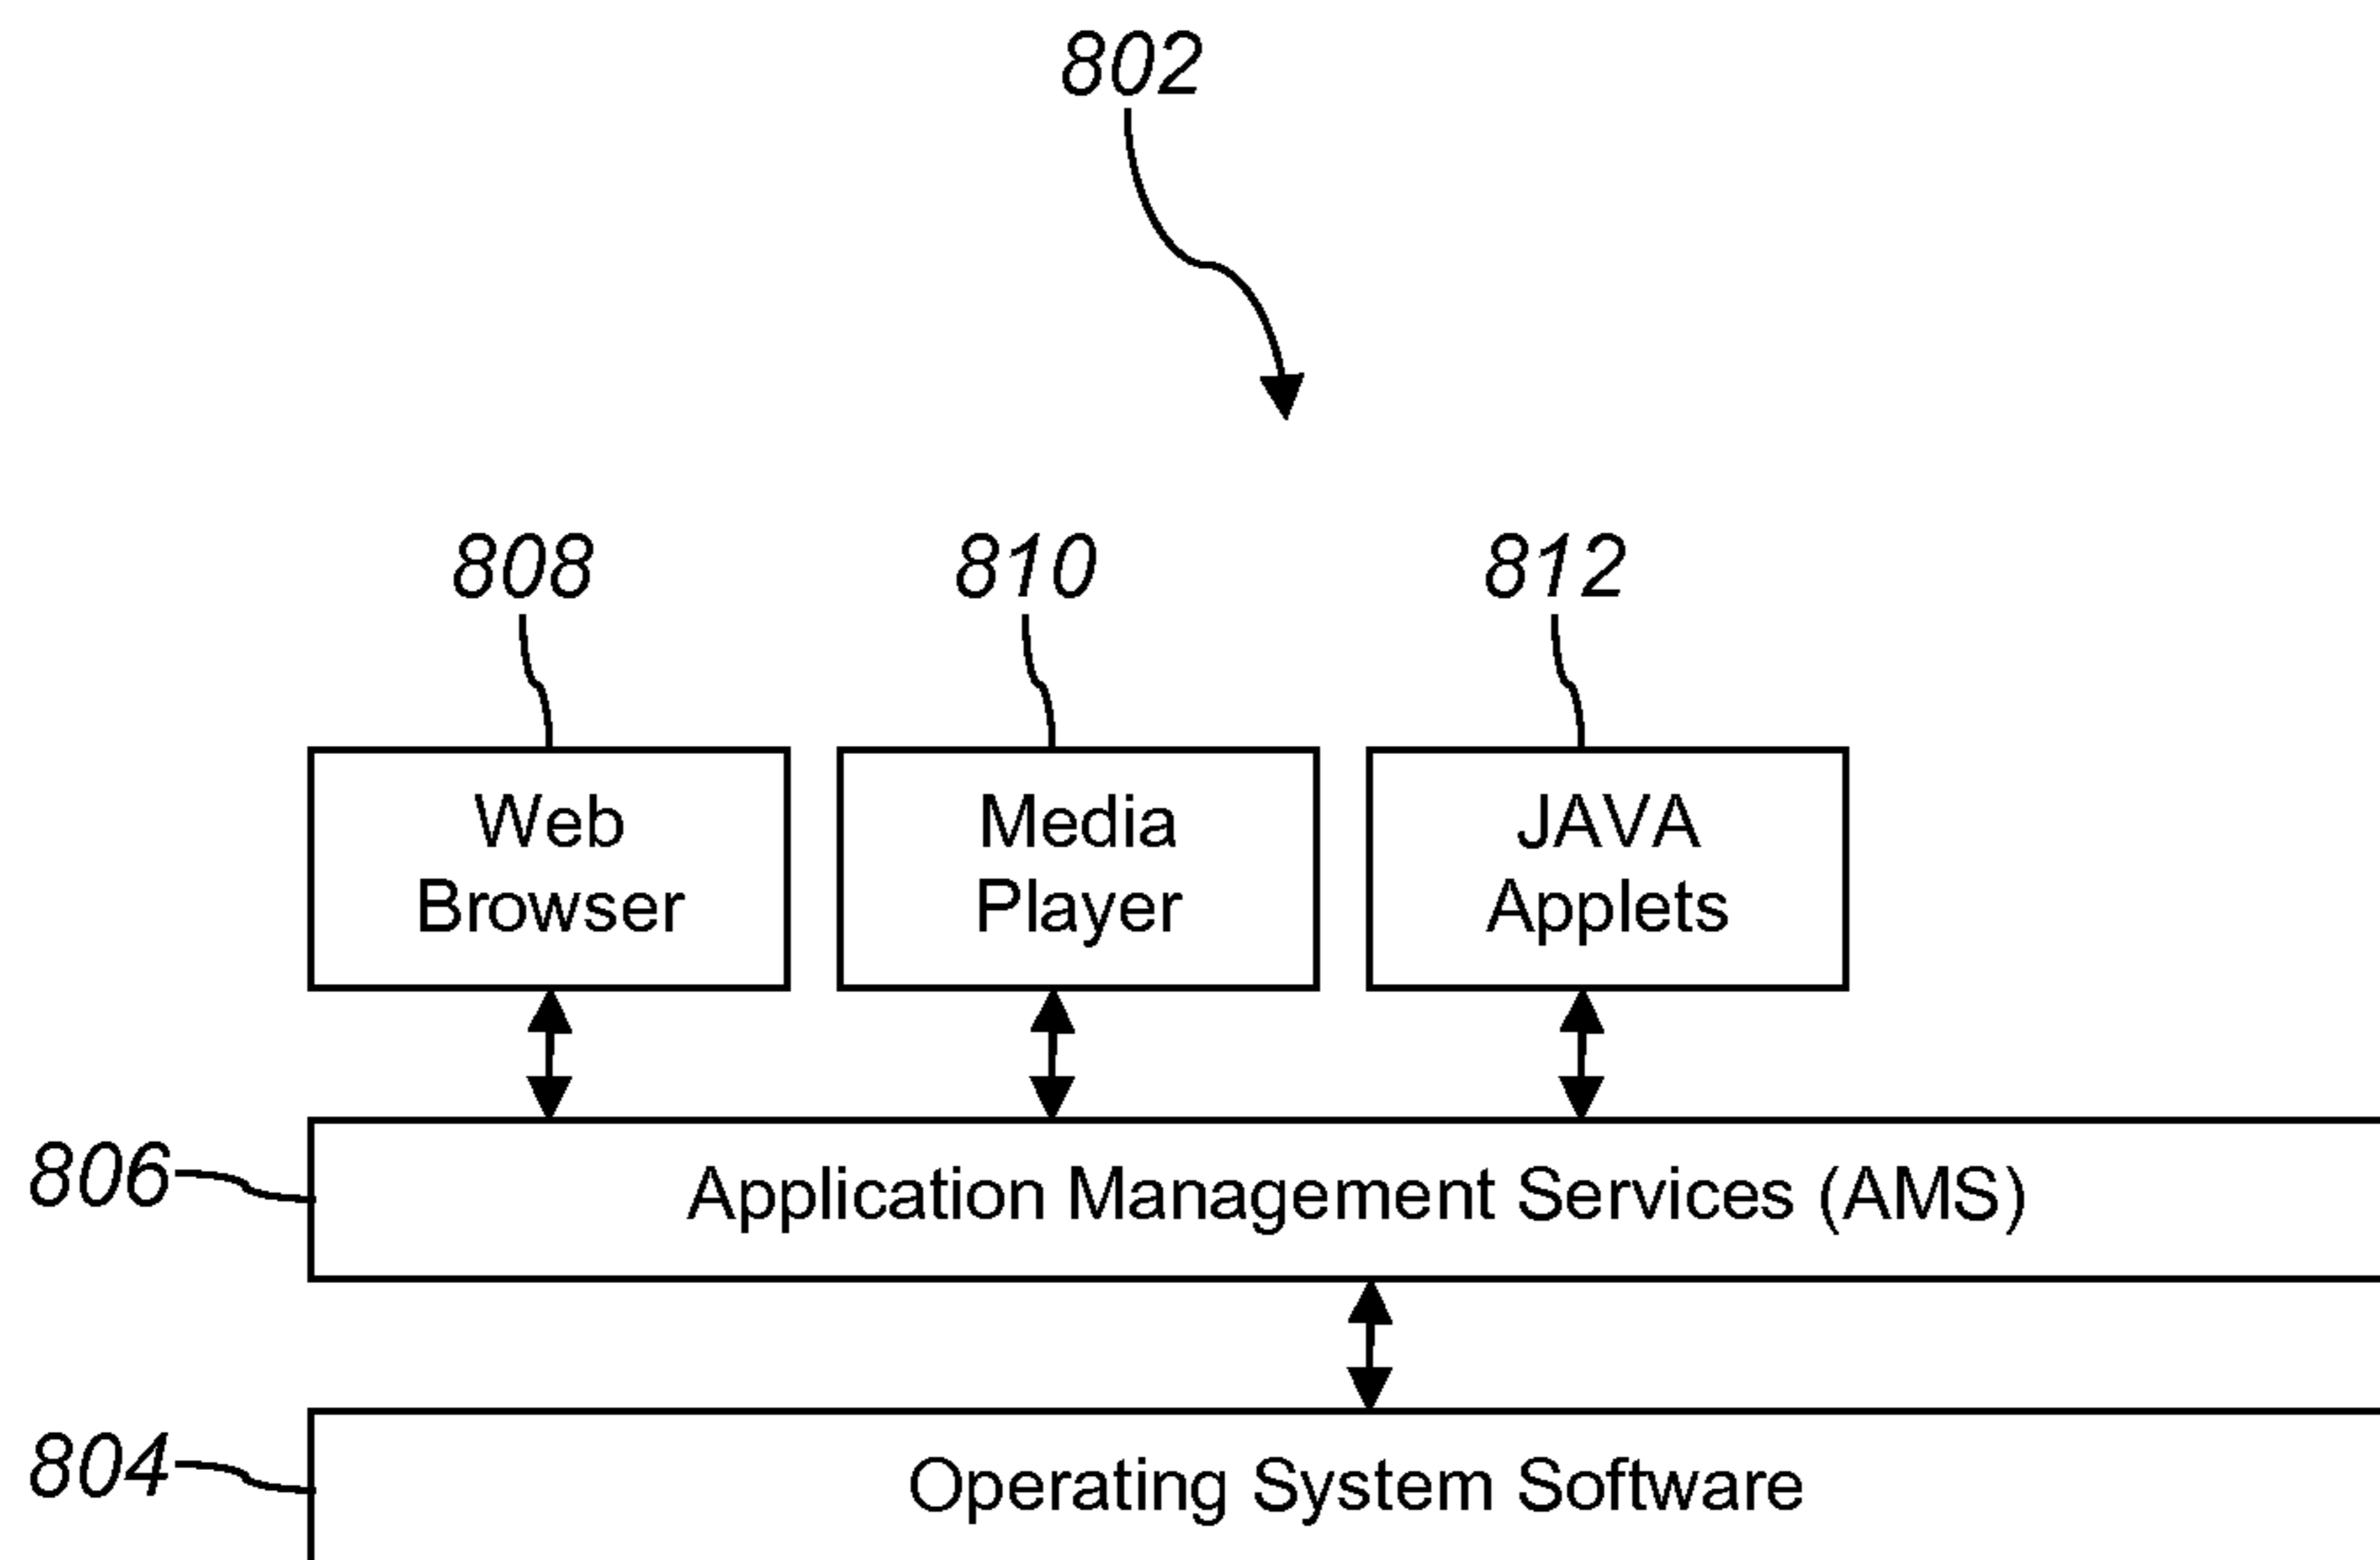 802
808
810
812
Web
Browser
Media
Player
JAVA
Applets
806
Application Management Services (AMS)
804
Operating System Software